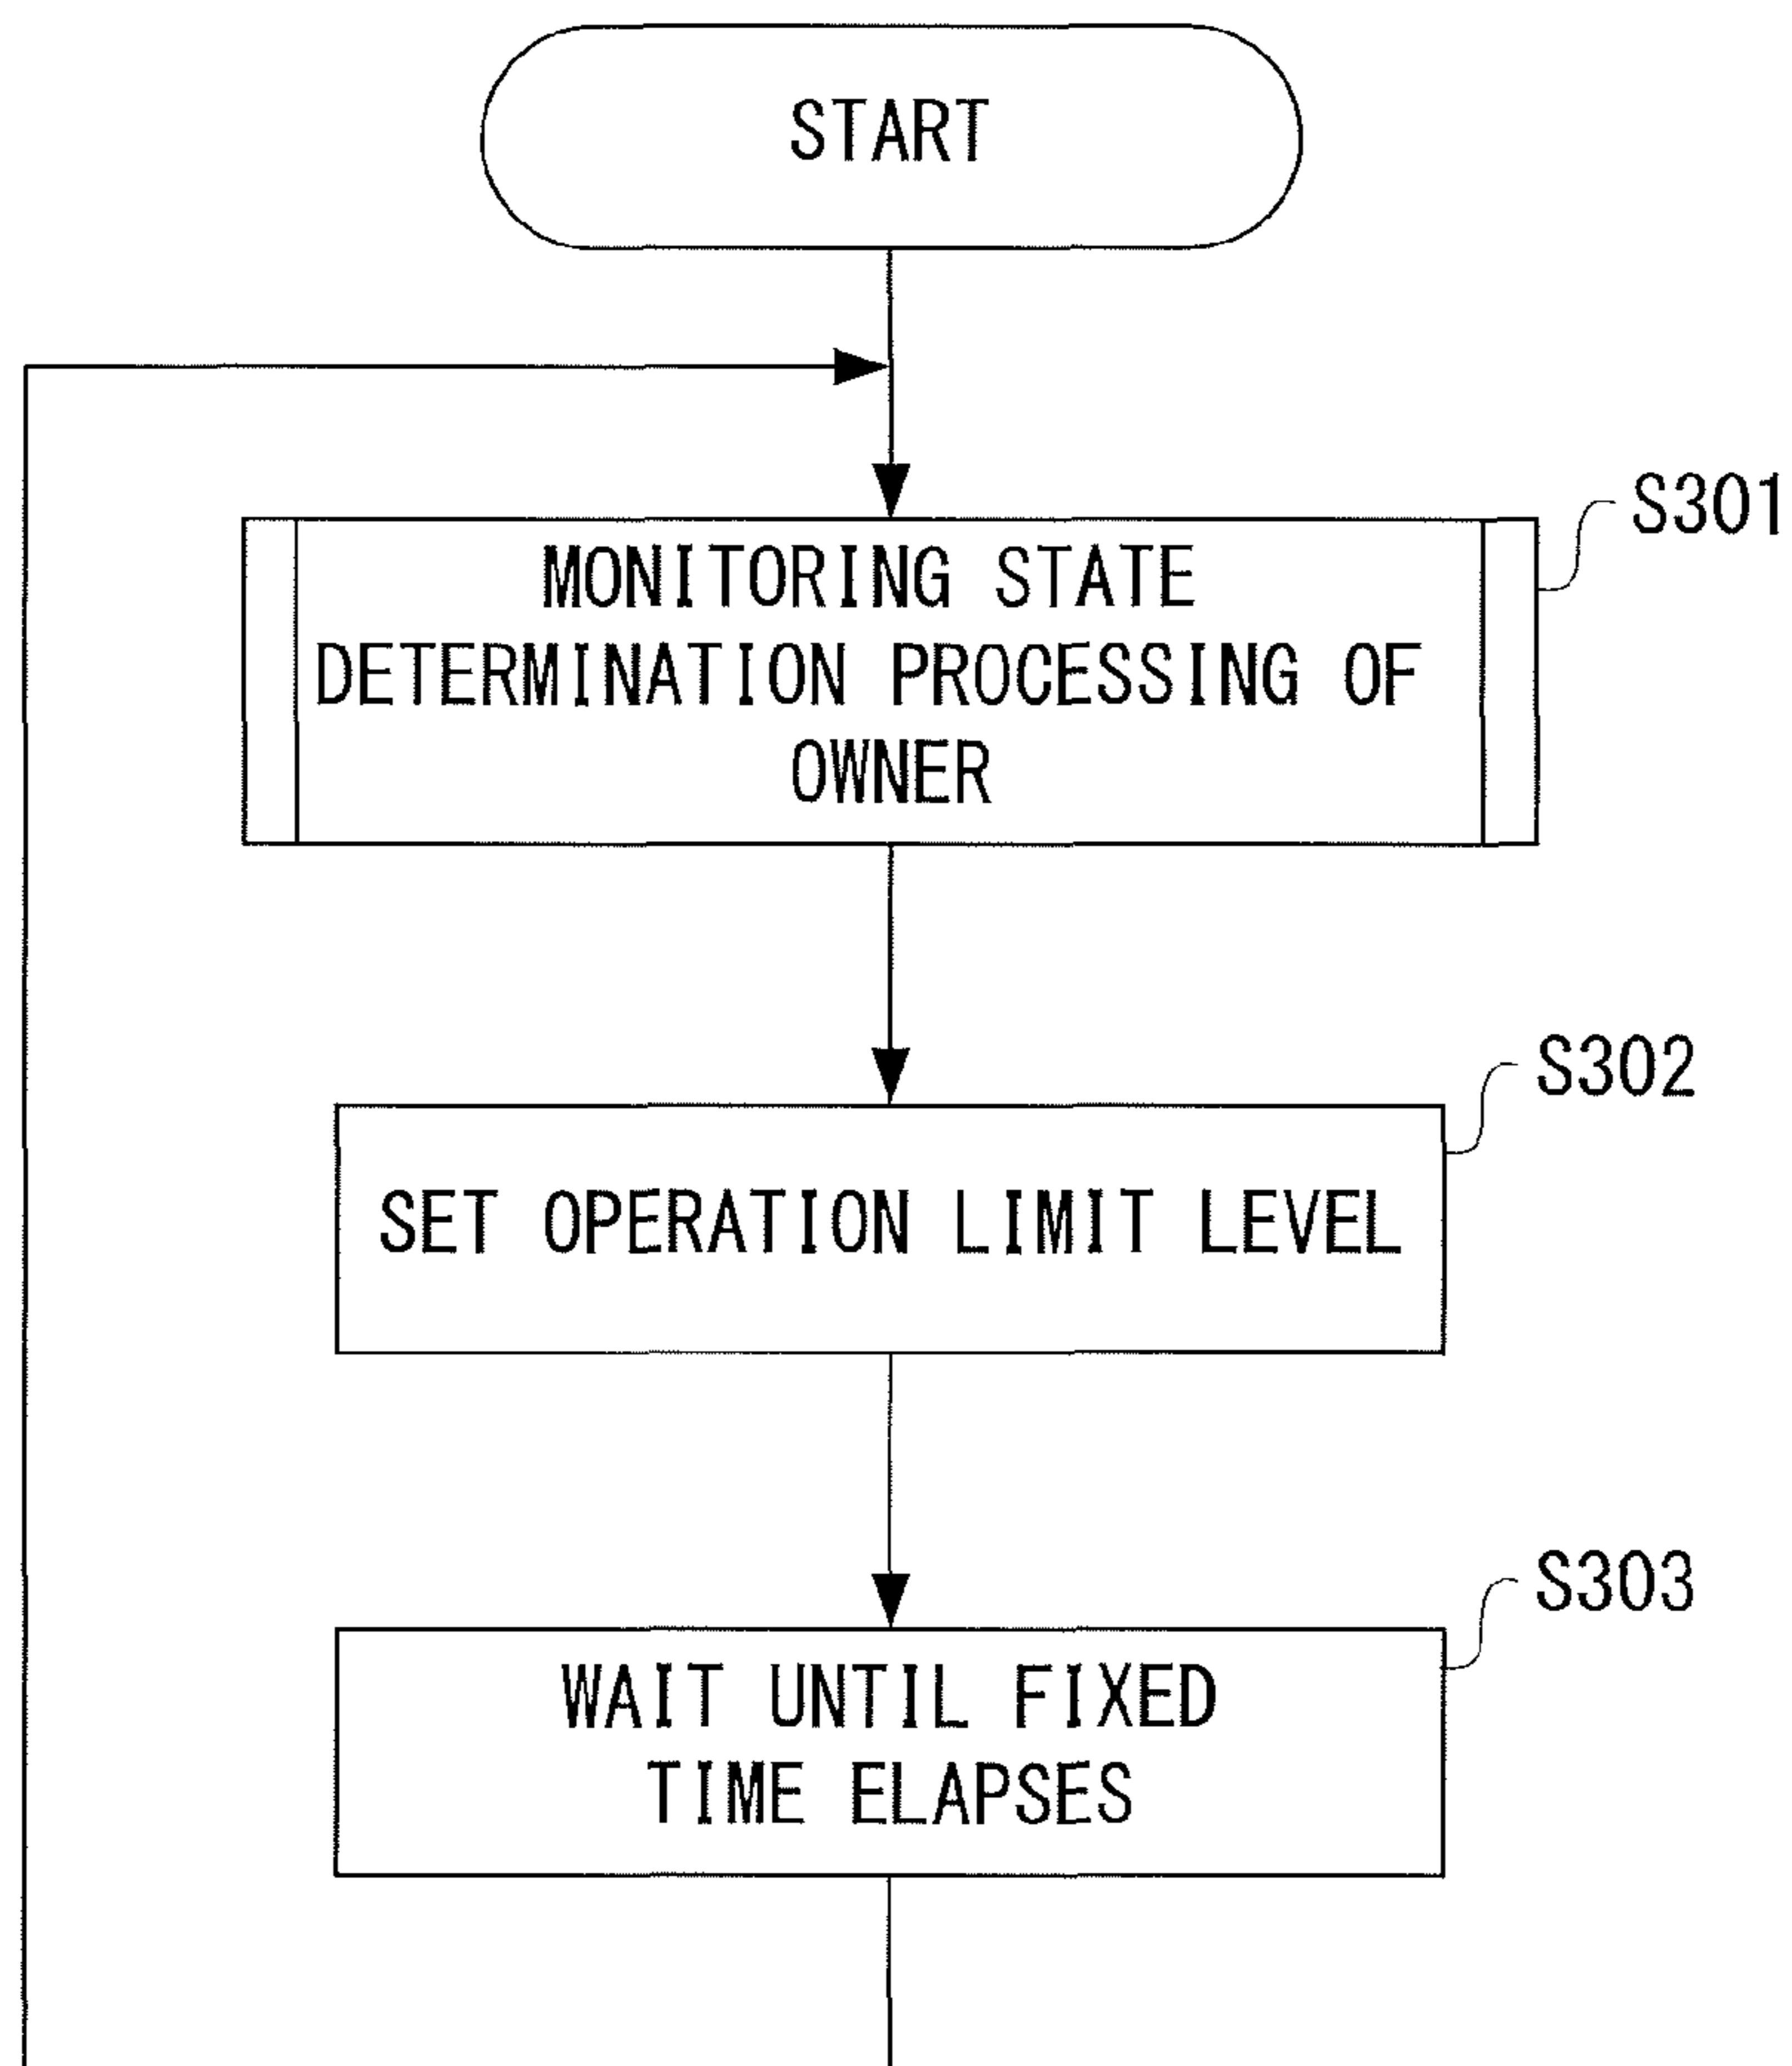 START
S301
MONITORING STATE
DETERMINATION PROCESSING OF
OWNER
S302
SET OPERATION LIMIT LEVEL
S303
WAIT UNTIL FIXED
TIME ELAPSES